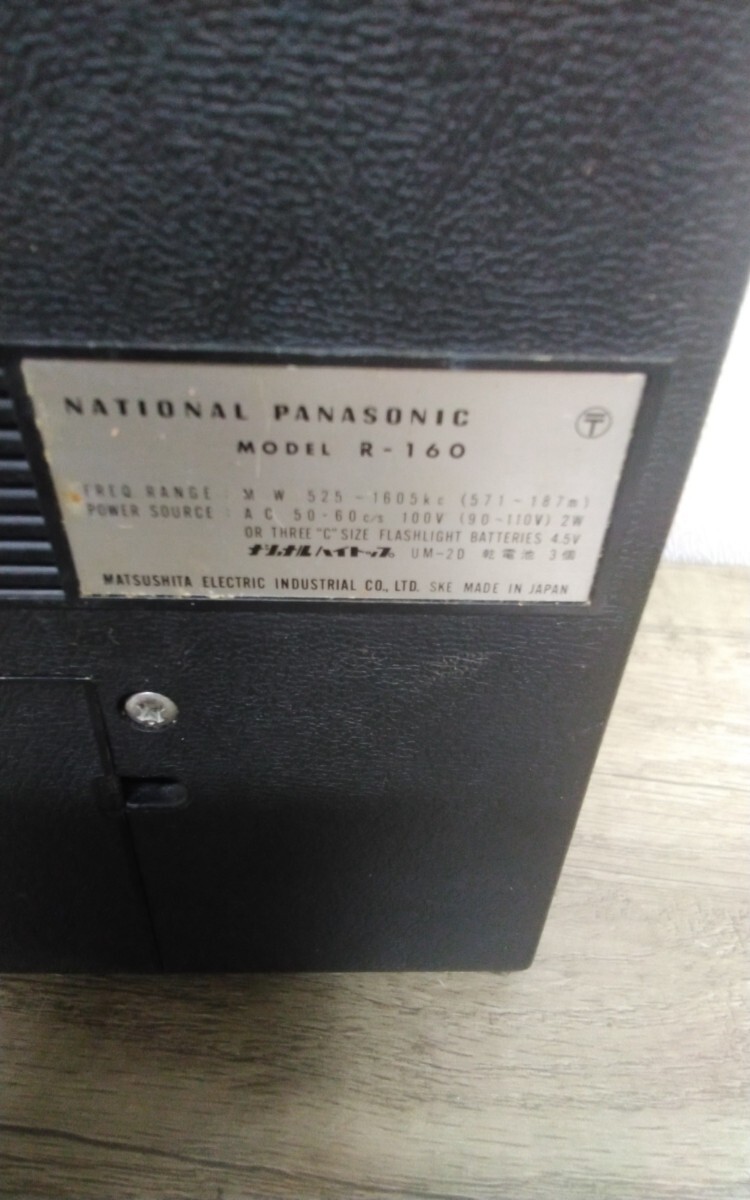 NATIONAL PANASONIC
〒
MODEL R-160
FREQ RANGE : M W 525-1605kc (571~187m)
POWER SOURCE : A C 50-60 c/s 100V (90~110V) 2W
OR THREE "C" SIZE FLASHLIGHT BATTERIES 4.5V
ナショナルハイトップ UM-2D 乾電池 3個
MATSUSHITA ELECTRIC INDUSTRIAL CO., LTD. SKE MADE IN JAPAN